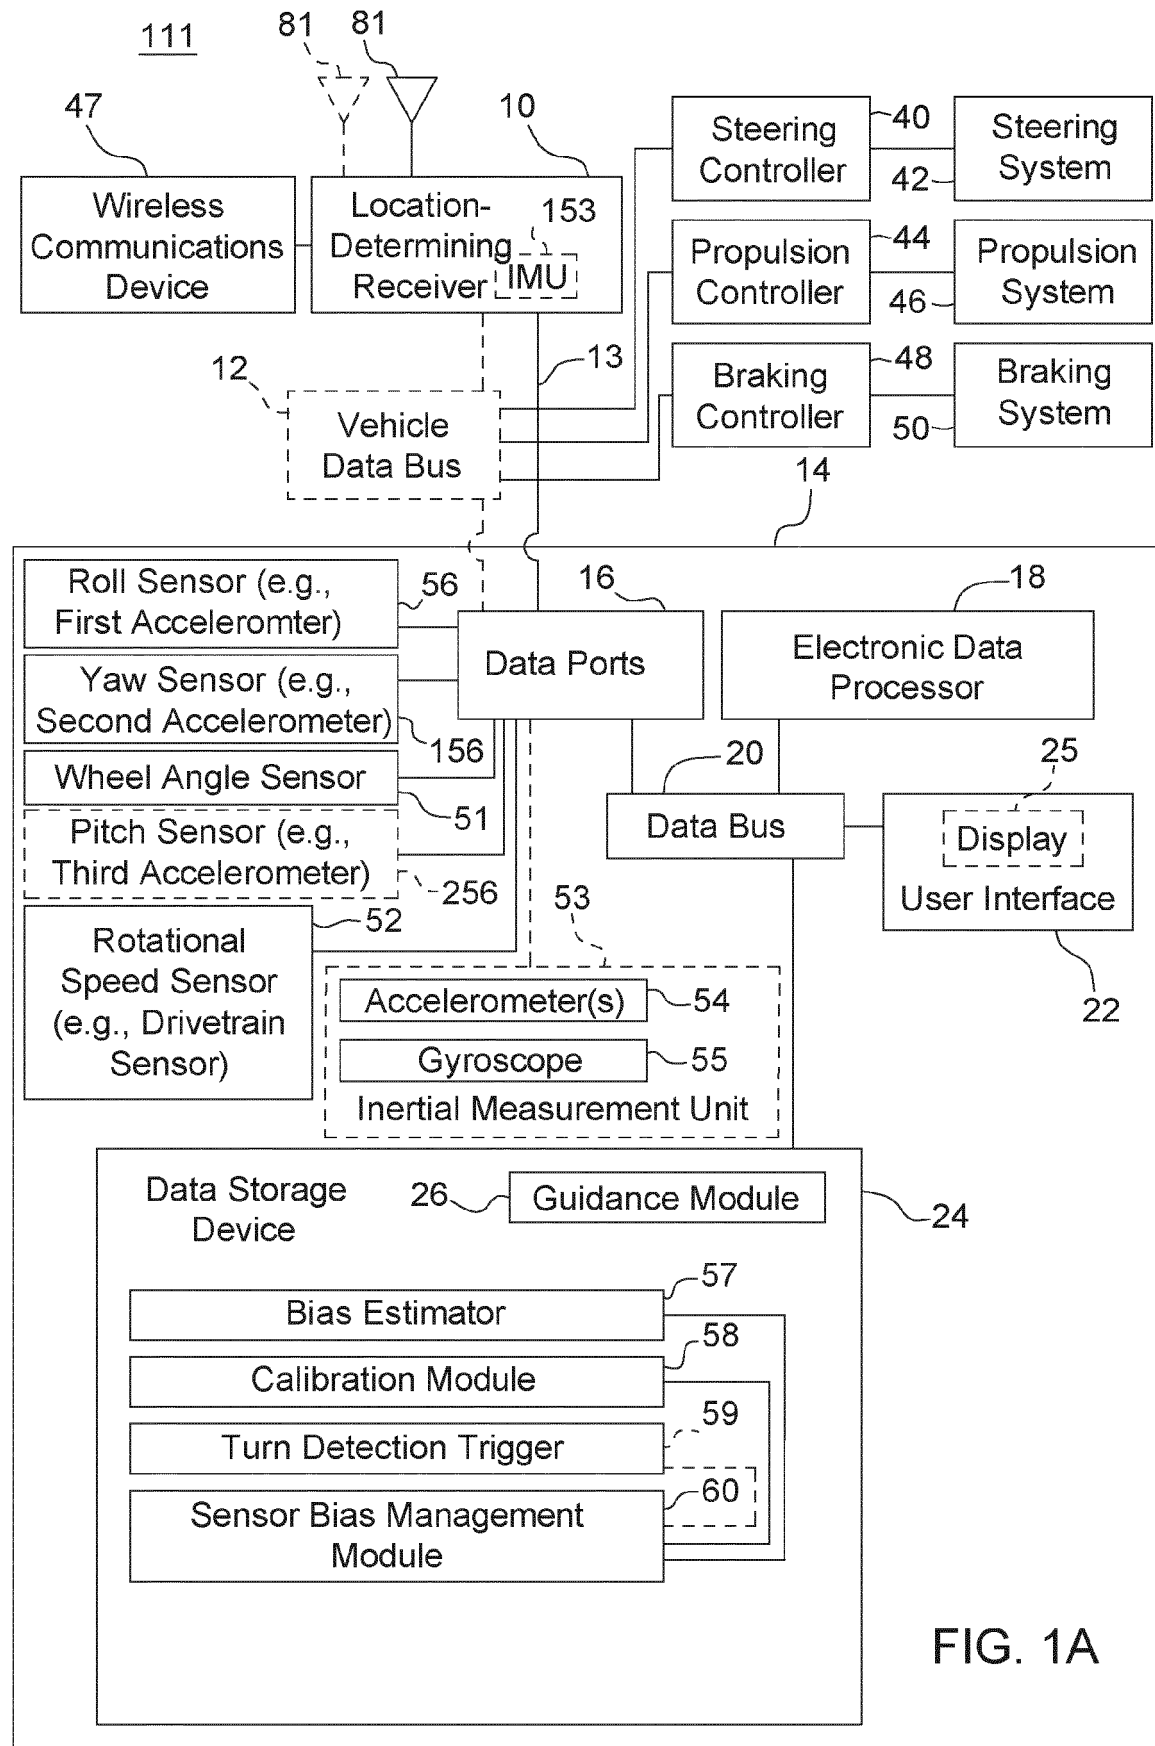 111
81
81
47
10
Wireless
Communications
Device
Location-
Determining
Receiver
153
IMU
Steering
Controller
40
42
Steering
System
Propulsion
Controller
44
46
Propulsion
System
Braking
Controller
48
50
Braking
System
12
Vehicle
Data Bus
13
14
Roll Sensor (e.g.,
First Acceleromter)
56
Yaw Sensor (e.g.,
Second Accelerometer)
156
Wheel Angle Sensor
51
Pitch Sensor (e.g.,
Third Accelerometer)
256
52
Rotational
Speed Sensor
(e.g., Drivetrain
Sensor)
16
Data Ports
18
Electronic Data
Processor
20
Data Bus
25
Display
User Interface
22
53
Accelerometer(s)
54
Gyroscope
55
Inertial Measurement Unit
Data Storage
Device
26
Guidance Module
24
57
Bias Estimator
58
Calibration Module
59
Turn Detection Trigger
60
Sensor Bias Management
Module
FIG. 1A